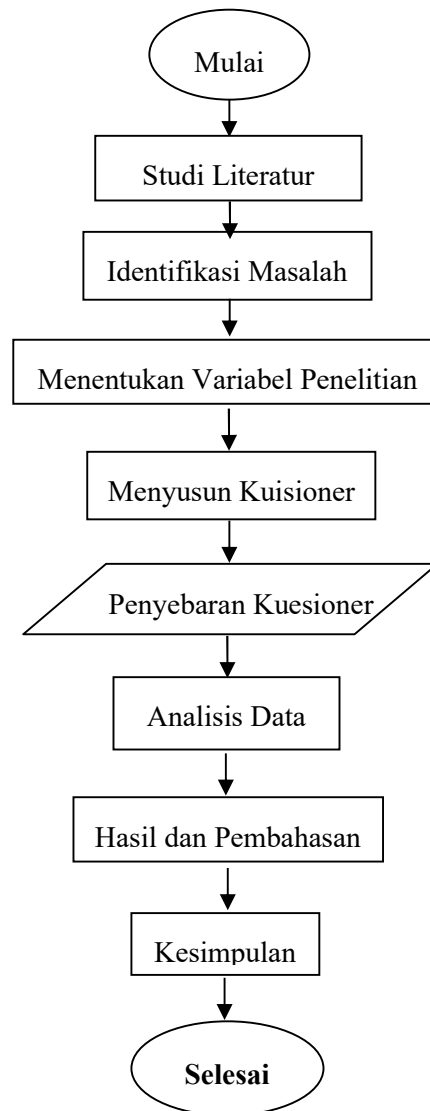 Mulai
Studi Literatur
Identifikasi Masalah
Menentukan Variabel Penelitian
Menyusun Kuisioner
Penyebaran Kuesioner
Analisis Data
Hasil dan Pembahasan
Kesimpulan
Selesai